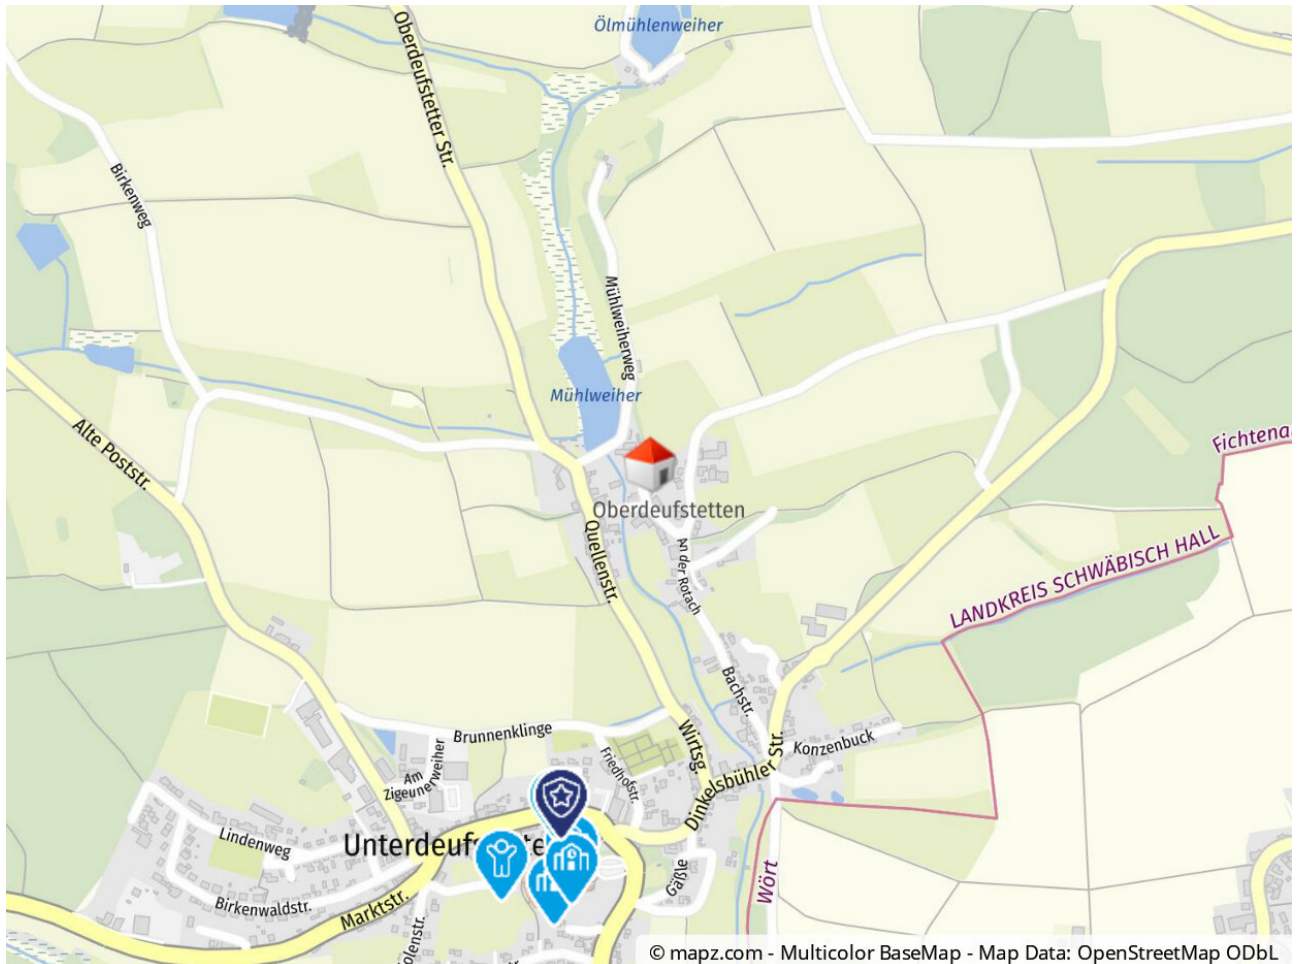 Ölmühlenweiher
Oberdeufstetter Str.
Birkenweg
Mühlweiherweg
Mühlweiher
Alte Poststr.
Oberdeufstetten
Quellenstr.
An der Rotach
LANDKREIS SCHWÄBISCH HALL
Bachstr.
Brunnenklinge
Wirtsg.
Konzenbuck
Friedhofstr.
Am
Zigeunerweiher
Dinkelsbühler Str.
Lindenweg
Gäßle
Wört
Birkenwaldstr.
Marktstr.
© mapz.com - Multicolor BaseMap - Map Data: OpenStreetMap ODbL